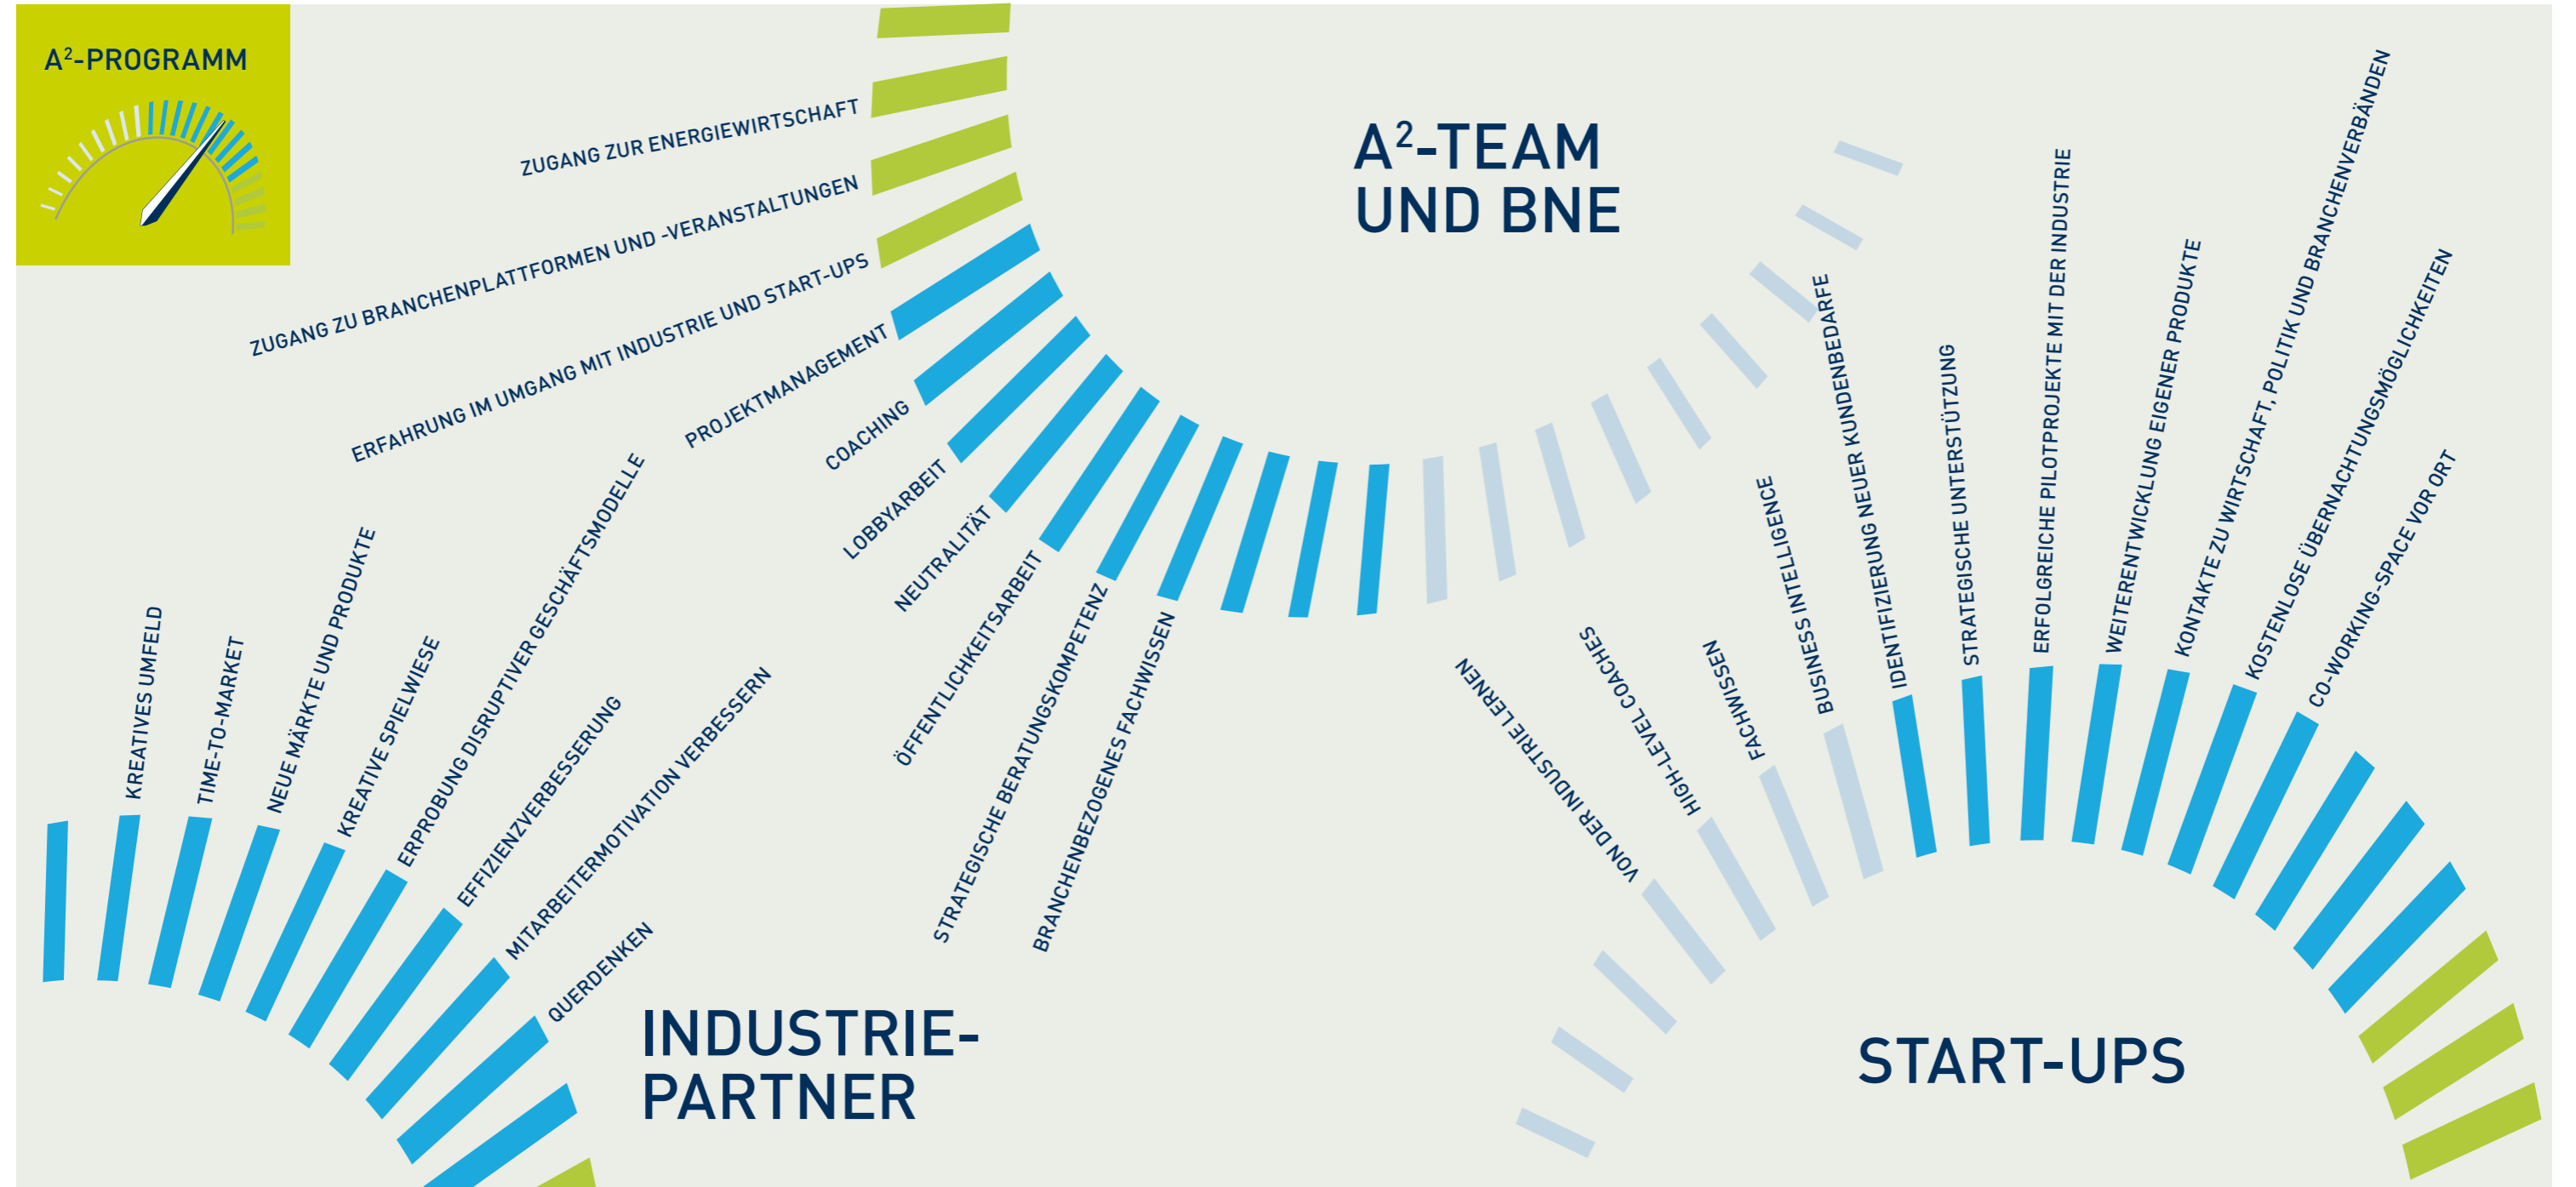 A²-PROGRAMM
A²-TEAM
UND BNE
ZUGANG ZUR ENERGIEWIRTSCHAFT
ZUGANG ZU BRANCHENPLATTFORMEN UND -VERANSTALTUNGEN
ERFAHRUNG IM UMGANG MIT INDUSTRIE UND START-UPS
PROJEKTMANAGEMENT
COACHING
LOBBYARBEIT
NEUTRALITÄT
ÖFFENTLICHKEITSARBEIT
STRATEGISCHE BERATUNGSKOMPETENZ
BRANCHENBEZOGENES FACHWISSEN
KREATIVES UMFELD
TIME-TO-MARKET
NEUE MÄRKTE UND PRODUKTE
KREATIVE SPIELWIESE
ERPROBUNG DISRUPTIVER GESCHÄFTSMODELLE
EFFIZIENZVERBESSERUNG
MITARBEITERMOTIVATION VERBESSERN
QUERDENKEN
INDUSTRIE-
PARTNER
VON DER INDUSTRIE LERNEN
HIGH-LEVEL COACHES
FACHWISSEN
BUSINESS INTELLIGENCE
IDENTIFIZIERUNG NEUER KUNDENBEDARFE
STRATEGISCHE UNTERSTÜTZUNG
ERFOLGREICHE PILOTPROJEKTE MIT DER INDUSTRIE
WEITERENTWICKLUNG EIGENER PRODUKTE
KONTAKTE ZU WIRTSCHAFT, POLITIK UND BRANCHENVERBÄNDEN
KOSTENLOSE ÜBERNACHTUNGSMÖGLICHKEITEN
CO-WORKING-SPACE VOR ORT
START-UPS